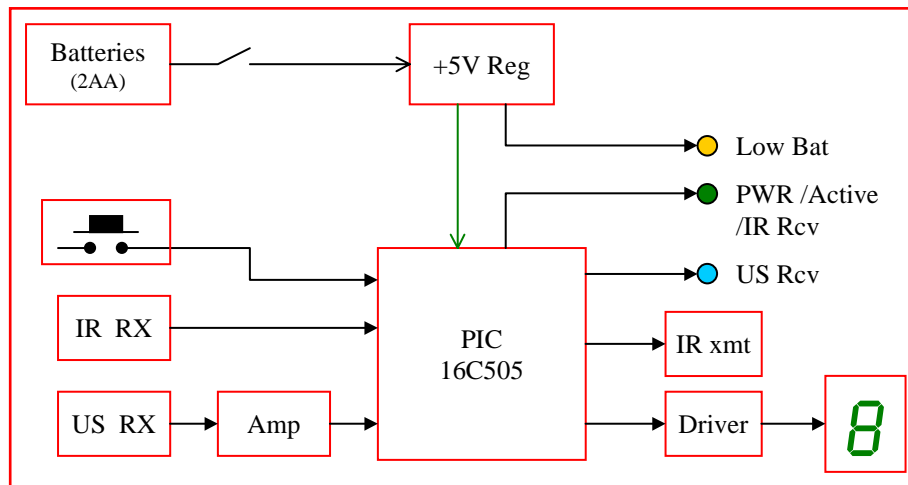 Batteries
(2AA)
+5V Reg
Low Bat
PWR /Active
/IR Rcv
US Rcv
IR RX
PIC
16C505
IR xmt
US RX
Amp
Driver
8